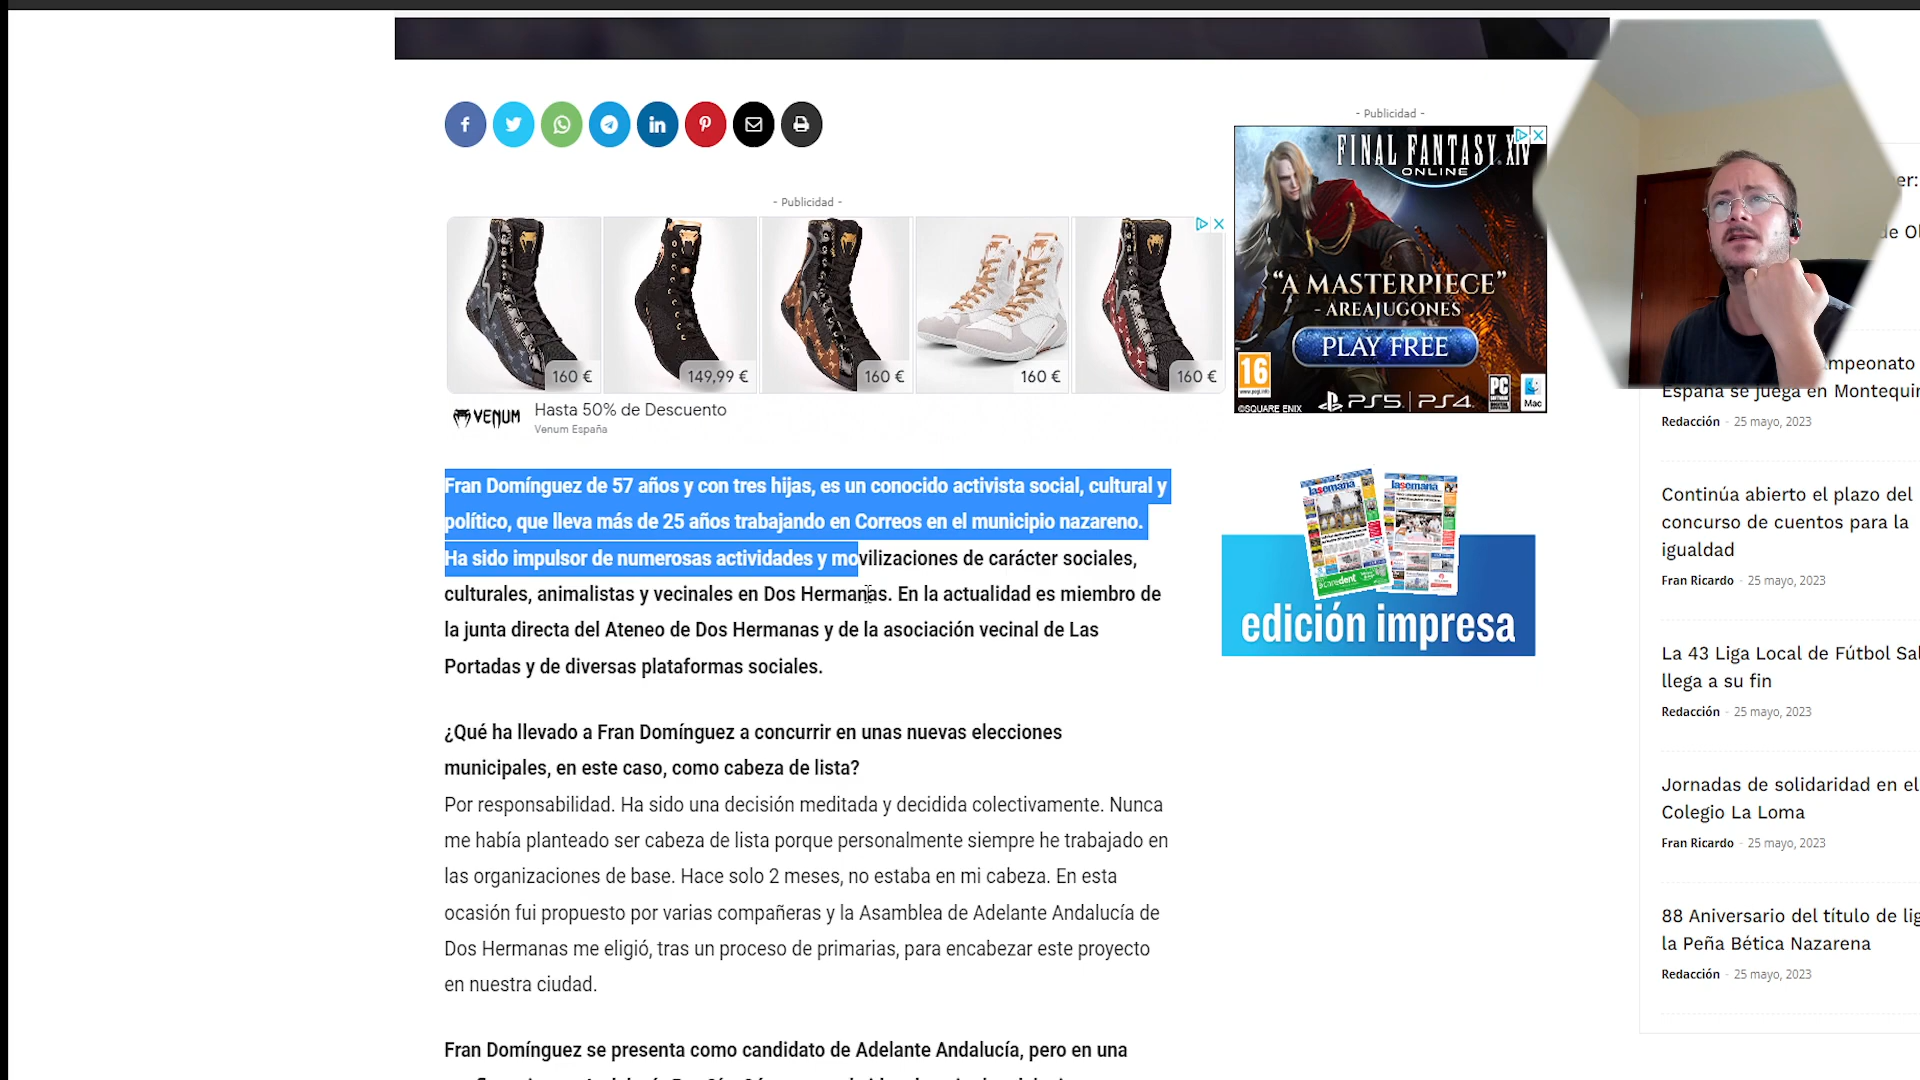 - Publicidad -
FINAL FANTASY XIV
ONLINE
"A MASTERPIECE"
- AREAJUGONES
PLAY FREE
16
www.pegi.info
©SQUARE ENIX
PS5 | PS4
PC
Mac
- Publicidad -
160 €
149,99 €
160 €
160 €
160 €
VENUM
Hasta 50% de Descuento
Venum España
Fran Domínguez de 57 años y con tres hijas, es un conocido activista social, cultural y
político, que lleva más de 25 años trabajando en Correos en el municipio nazareno.
Ha sido impulsor de numerosas actividades y movilizaciones de carácter sociales,
culturales, animalistas y vecinales en Dos Hermanas. En la actualidad es miembro de
la junta directa del Ateneo de Dos Hermanas y de la asociación vecinal de Las
Portadas y de diversas plataformas sociales.
¿Qué ha llevado a Fran Domínguez a concurrir en unas nuevas elecciones
municipales, en este caso, como cabeza de lista?
Por responsabilidad. Ha sido una decisión meditada y decidida colectivamente. Nunca
me había planteado ser cabeza de lista porque personalmente siempre he trabajado en
las organizaciones de base. Hace solo 2 meses, no estaba en mi cabeza. En esta
ocasión fui propuesto por varias compañeras y la Asamblea de Adelante Andalucía de
Dos Hermanas me eligió, tras un proceso de primarias, para encabezar este proyecto
en nuestra ciudad.
Fran Domínguez se presenta como candidato de Adelante Andalucía, pero en una
la semana
la semana
caredent
edición impresa
er:
de Ol
mpeonato
España se juega en Montequin
Redacción - 25 mayo, 2023
Continúa abierto el plazo del
concurso de cuentos para la
igualdad
Fran Ricardo - 25 mayo, 2023
La 43 Liga Local de Fútbol Sal
llega a su fin
Redacción - 25 mayo, 2023
Jornadas de solidaridad en el
Colegio La Loma
Fran Ricardo - 25 mayo, 2023
88 Aniversario del título de lig
la Peña Bética Nazarena
Redacción - 25 mayo, 2023